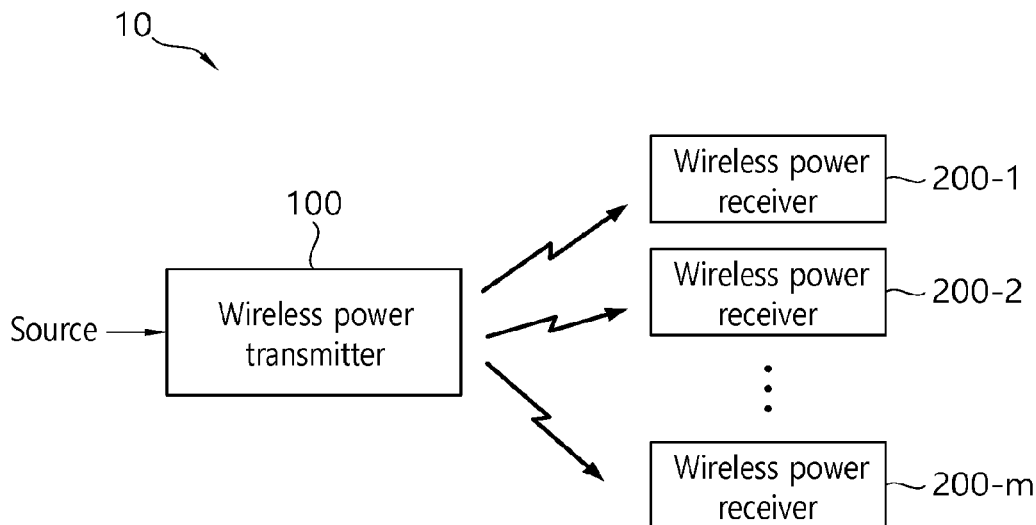 10
100
Source
Wireless power
transmitter
Wireless power
receiver
200-1
Wireless power
receiver
200-2
Wireless power
receiver
200-m